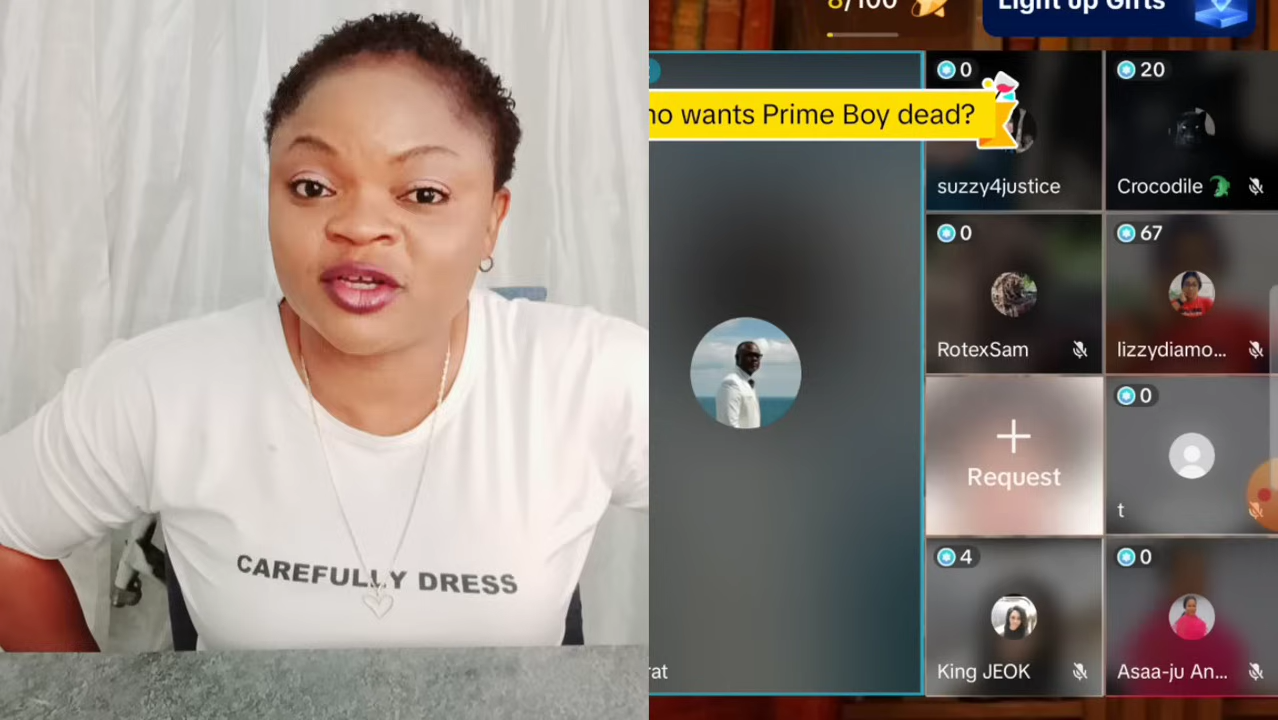 CAREFULLY DRESS
8/100
Light up Gifts
ho wants Prime Boy dead?
0
suzzy4justice
20
Crocodile 🐊
0
RotexSam
67
lizzydiamo...
+
Request
0
t
4
King JEOK
0
Asaa-ju An...
rat